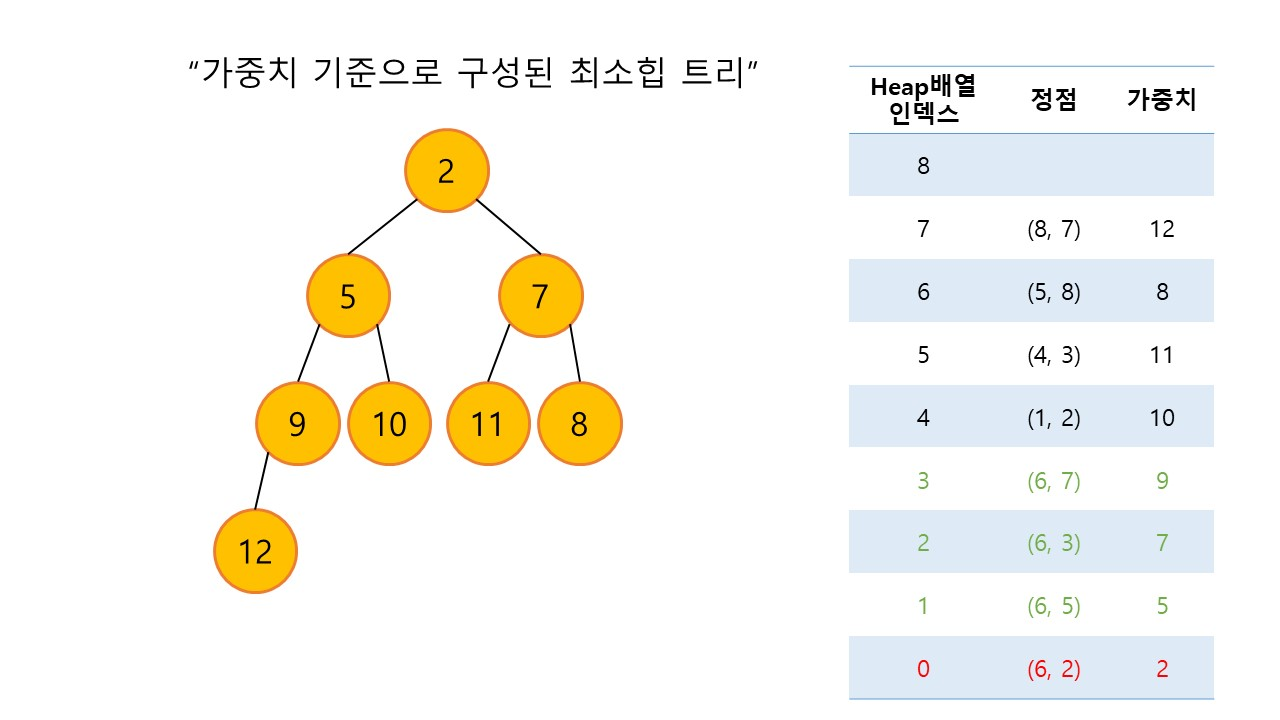 “가중치 기준으로 구성된 최소힙 트리”
2
5 7
9 10 11 8
12
Heap배열 인덱스 정점 가중치
8
7 (8, 7) 12
6 (5, 8) 8
5 (4, 3) 11
4 (1, 2) 10
3 (6, 7) 9
2 (6, 3) 7
1 (6, 5) 5
0 (6, 2) 2